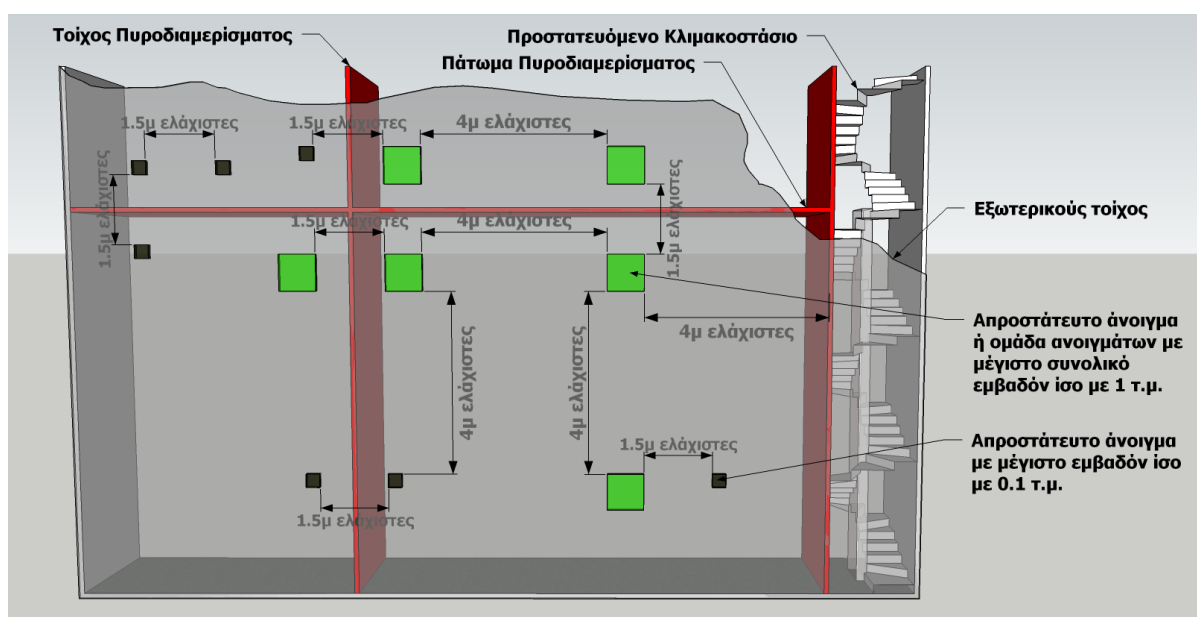 Τοίχος Πυροδιαμερίσματος
Προστατευόμενο Κλιμακοστάσιο
Πάτωμα Πυροδιαμερίσματος
1.5μ ελάχιστες
1.5μ ελάχιστες
4μ ελάχιστες
1.5μ ελάχιστες
1.5μ ελάχιστες
4μ ελάχιστες
1.5μ ελάχιστες
Εξωτερικούς τοίχος
4μ ελάχιστες
4μ ελάχιστες
4μ ελάχιστες
Απροστάτευτο άνοιγμα
ή ομάδα ανοιγμάτων με
μέγιστο συνολικό
εμβαδόν ίσο με 1 τ.μ.
1.5μ ελάχιστες
Απροστάτευτο άνοιγμα
με μέγιστο εμβαδόν ίσο
με 0.1 τ.μ.
1.5μ ελάχιστες